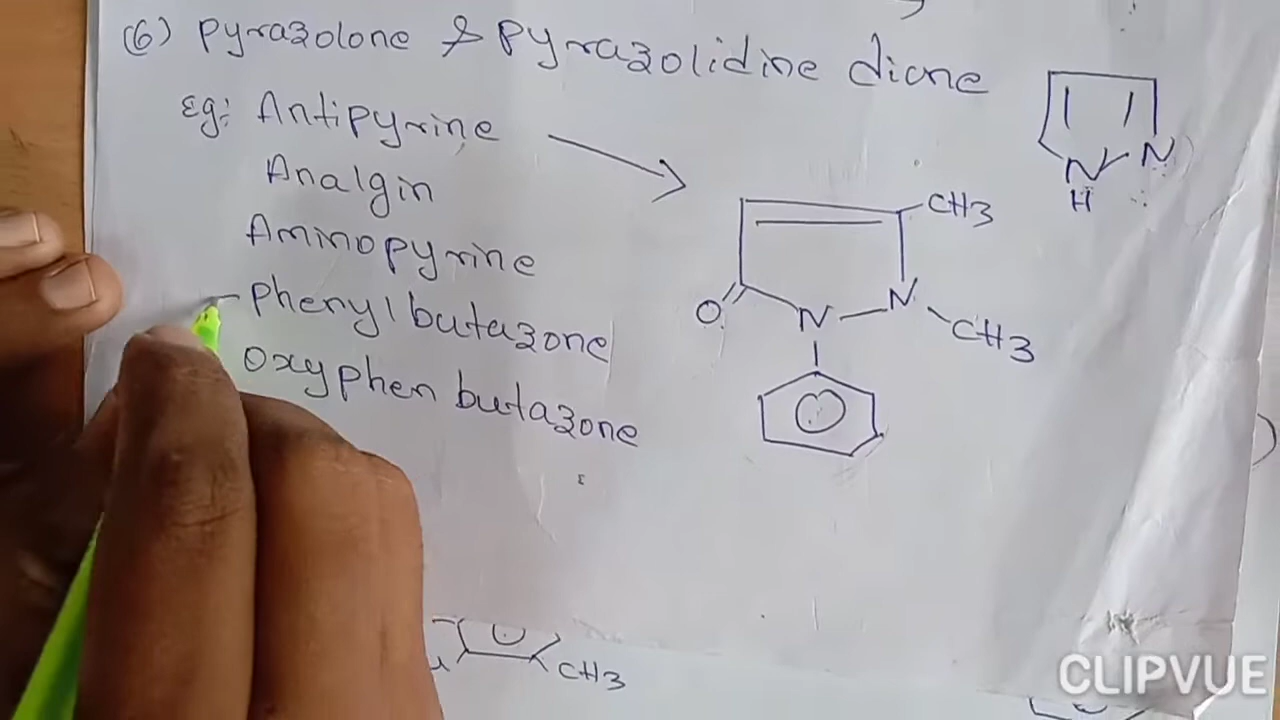 (6) Pyrazolone & Pyrazolidine dione
Eg: Antipyrine
Analgin
Aminopyrine
- Phenylbutazone
Oxyphen butazone
N
N
H
CH3
O
N
N
CH3
CH3
CLIPVUE